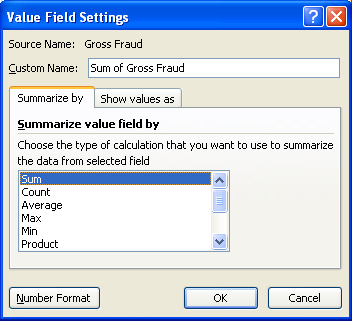 Value Field Settings
Source Name: Gross Fraud
Custom Name: Sum of Gross Fraud
Summarize by Show values as
Summarize value field by
Choose the type of calculation that you want to use to summarize
the data from selected field
Sum
Count
Average
Max
Min
Product
Number Format OK Cancel